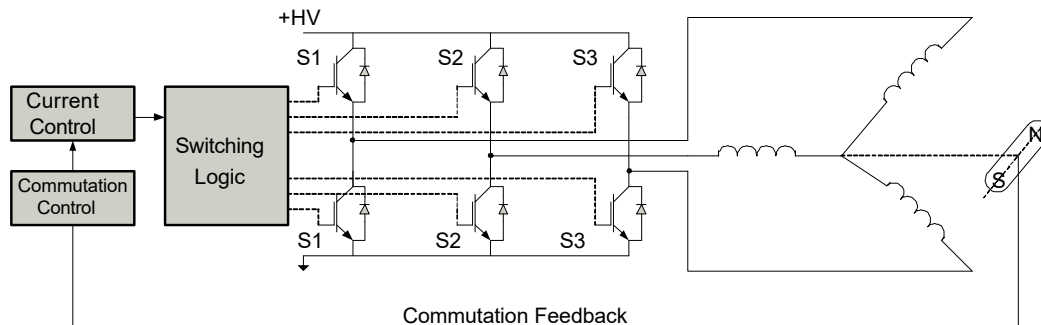 +HV
S1
S2
S3
Current
Control
Switching
Logic
Commutation
Control
N
S
S1
S2
S3
Commutation Feedback